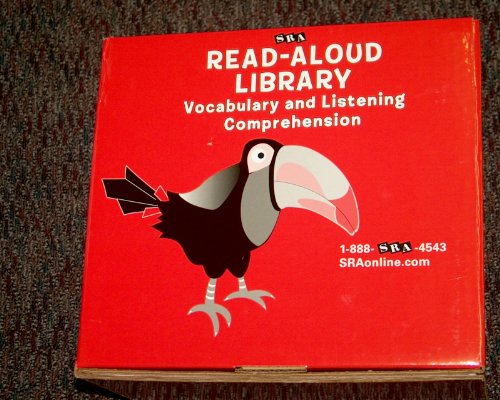 SRA
READ-ALOUD
LIBRARY
Vocabulary and Listening
Comprehension
1-888-SRA-4543
SRAonline.com